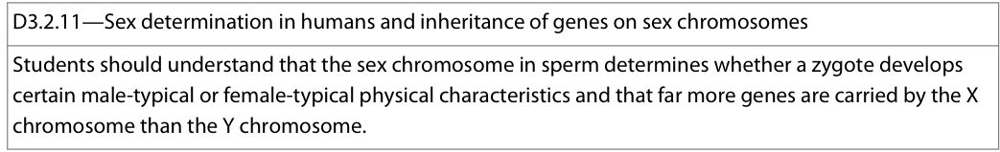 D3.2.11—Sex determination in humans and inheritance of genes on sex chromosomes
Students should understand that the sex chromosome in sperm determines whether a zygote develops
certain male-typical or female-typical physical characteristics and that far more genes are carried by the X
chromosome than the Y chromosome.